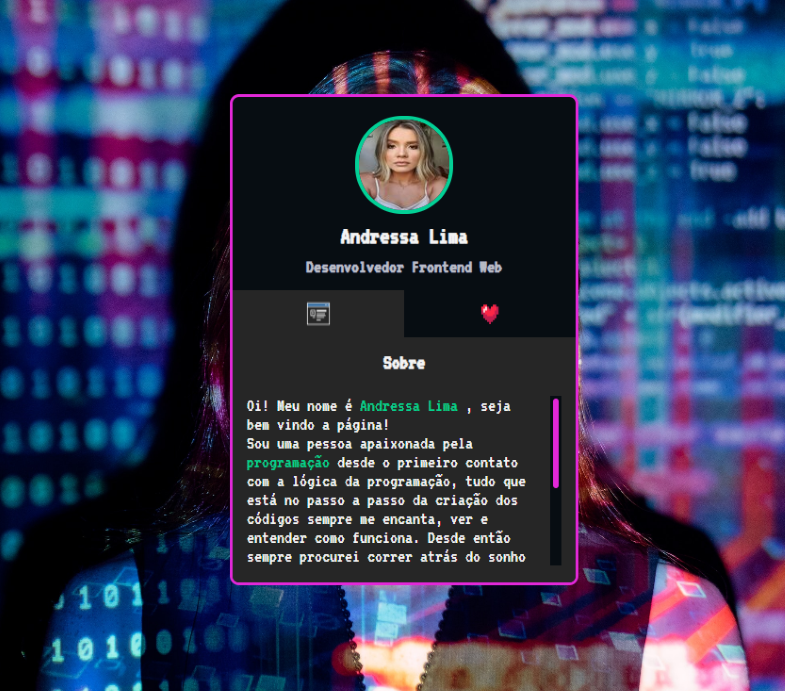 Andressa Lima
Desenvolvedor Frontend Web
Sobre
Oi! Meu nome é Andressa Lima , seja
bem vindo a página!
Sou uma pessoa apaixonada pela
programação desde o primeiro contato
com a lógica da programação, tudo que
está no passo a passo da criação dos
códigos sempre me encanta, ver e
entender como funciona. Desde então
sempre procurei correr atrás do sonho